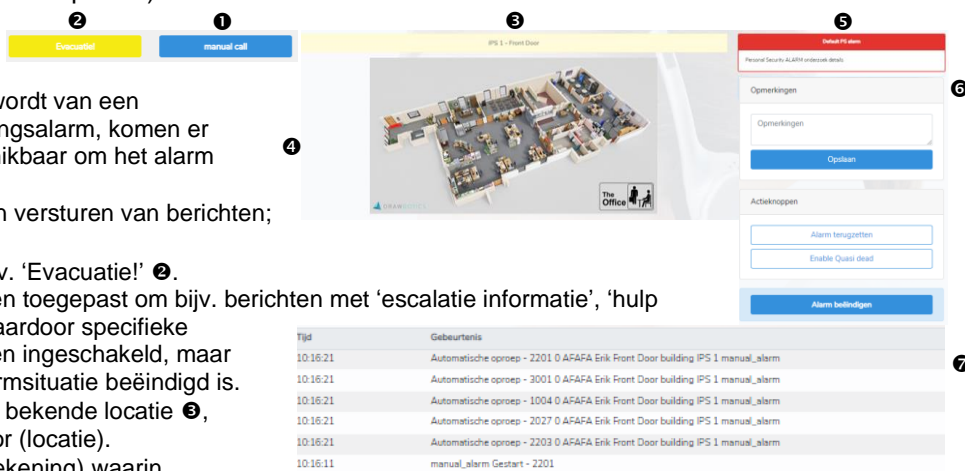 ❷ ❶ ❸ ❺
Evacuatie! manual call IPS 1 - Front Door Default PS alarm
Personal Security ALARM onderzoek details
wordt van een
Opmerkingen ❻
ngsalarm, komen er
Opmerkingen
❹
nikbaar om het alarm
Opslaan
n versturen van berichten;
The Office
DRAWBOTICS
Actieknoppen
Alarm terugzetten
v. ‘Evacuatie!’ ❷.
Enable Quasi dead
en toegepast om bijv. berichten met ‘escalatie informatie’, ‘hulp
Alarm beëindigen
aardoor specifieke
Tijd Gebeurtenis
en ingeschakeld, maar
10:16:21 Automatische oproep - 2201 0 AFAFA Erik Front Door building IPS 1 manual_alarm
❼
rmsituatie beëindigd is.
10:16:21 Automatische oproep - 3001 0 AFAFA Erik Front Door building IPS 1 manual_alarm
bekende locatie ❸,
10:16:21 Automatische oproep - 1004 0 AFAFA Erik Front Door building IPS 1 manual_alarm
or (locatie).
10:16:21 Automatische oproep - 2027 0 AFAFA Erik Front Door building IPS 1 manual_alarm
10:16:21 Automatische oproep - 2203 0 AFAFA Erik Front Door building IPS 1 manual_alarm
ekening) waarin
10:16:11 manual_alarm Gestart - 2201